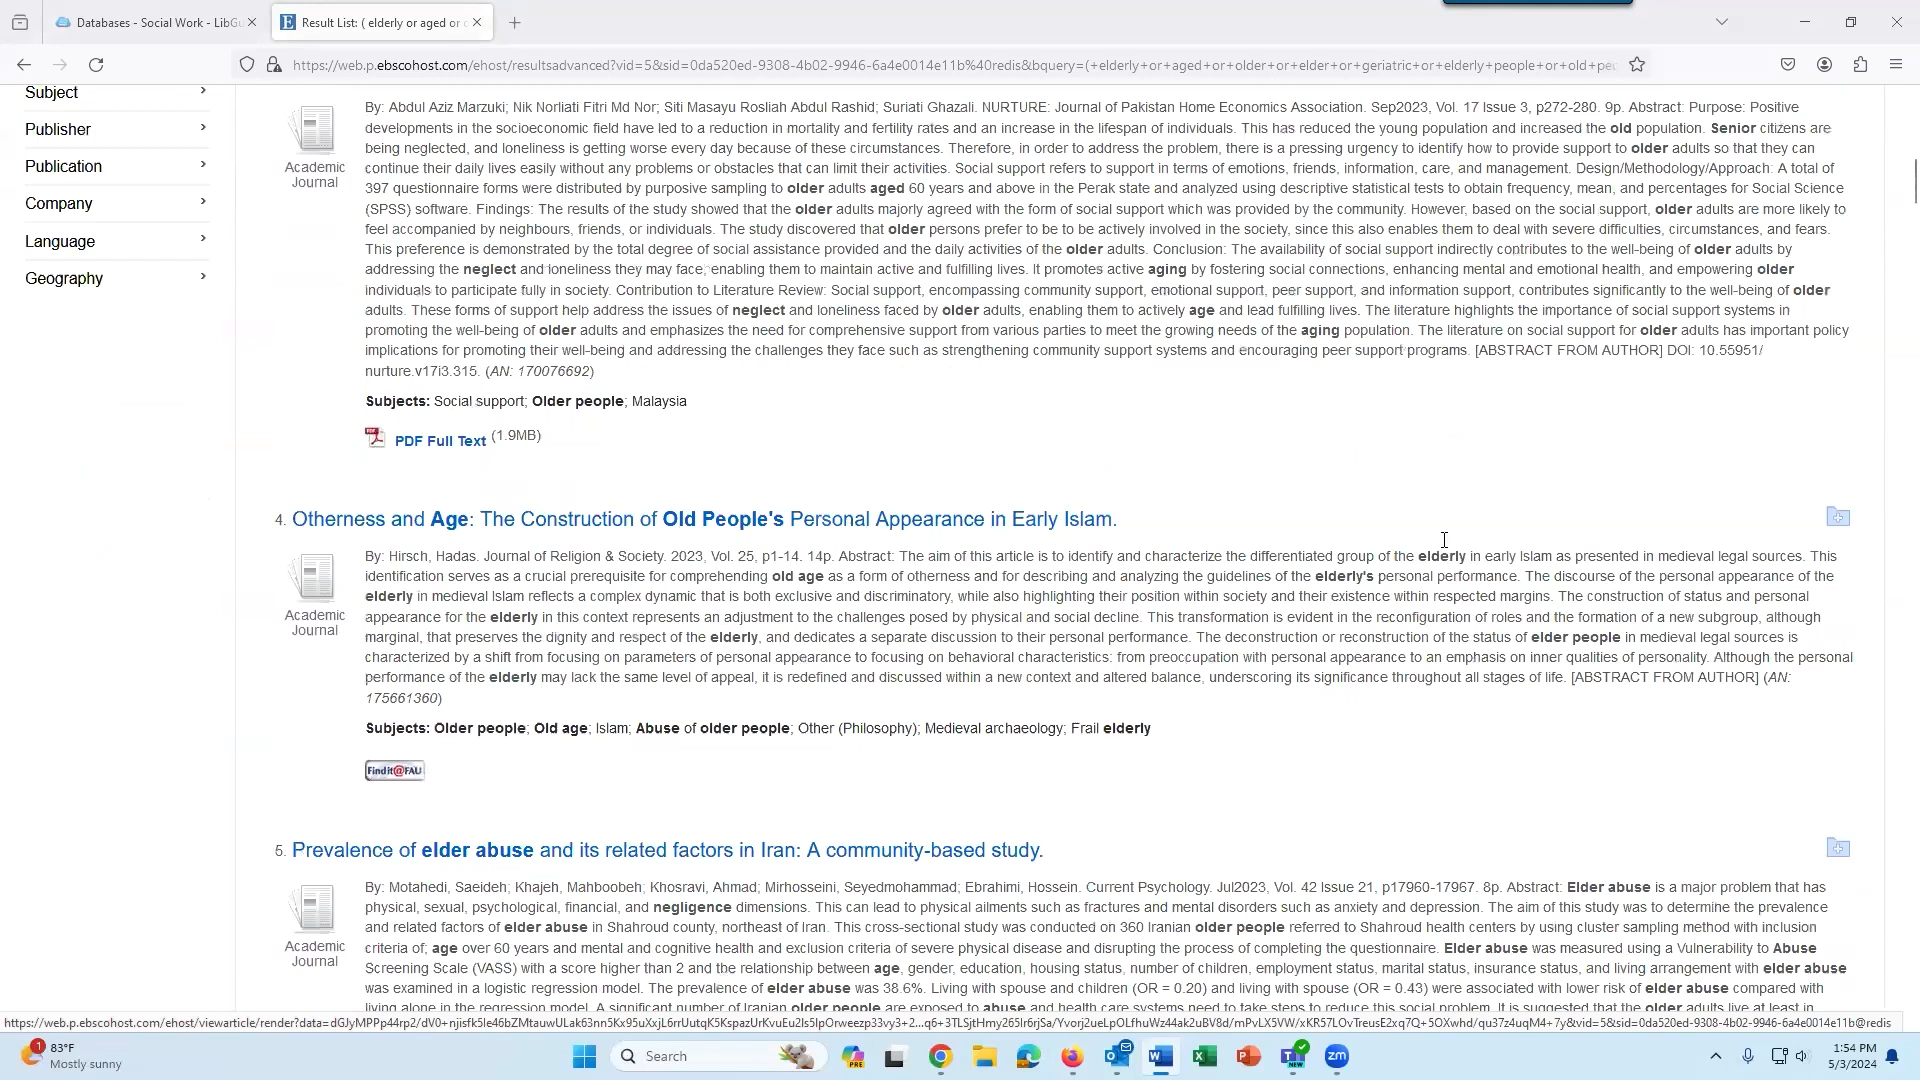 Databases - Social Work - LibGu
Result List: ( elderly or aged or o
https://web.p.ebscohost.com/ehost/resultsadvanced?vid=5&sid=0da520ed-9308-4b02-9946-6a4e0014e11b%40redis&bquery=(+elderly+or+aged+or+older+or+elder+or+geriatric+or+elderly+people+or+old+peo
Subject
Publisher
Publication
Company
Language
Geography
Academic
Journal
By: Abdul Aziz Marzuki; Nik Norliati Fitri Md Nor; Siti Masayu Rosliah Abdul Rashid; Suriati Ghazali. NURTURE: Journal of Pakistan Home Economics Association. Sep2023, Vol. 17 Issue 3, p272-280. 9p. Abstract: Purpose: Positive
developments in the socioeconomic field have led to a reduction in mortality and fertility rates and an increase in the lifespan of individuals. This has reduced the young population and increased the old population. Senior citizens are
being neglected, and loneliness is getting worse every day because of these circumstances. Therefore, in order to address the problem, there is a pressing urgency to identify how to provide support to older adults so that they can
continue their daily lives easily without any problems or obstacles that can limit their activities. Social support refers to support in terms of emotions, friends, information, care, and management. Design/Methodology/Approach: A total of
397 questionnaire forms were distributed by purposive sampling to older adults aged 60 years and above in the Perak state and analyzed using descriptive statistical tests to obtain frequency, mean, and percentages for Social Science
(SPSS) software. Findings: The results of the study showed that the older adults majorly agreed with the form of social support which was provided by the community. However, based on the social support, older adults are more likely to
feel accompanied by neighbours, friends, or individuals. The study discovered that older persons prefer to be to be actively involved in the society, since this also enables them to deal with severe difficulties, circumstances, and fears.
This preference is demonstrated by the total degree of social assistance provided and the daily activities of the older adults. Conclusion: The availability of social support indirectly contributes to the well-being of older adults by
addressing the neglect and loneliness they may face, enabling them to maintain active and fulfilling lives. It promotes active aging by fostering social connections, enhancing mental and emotional health, and empowering older
individuals to participate fully in society. Contribution to Literature Review: Social support, encompassing community support, emotional support, peer support, and information support, contributes significantly to the well-being of older
adults. These forms of support help address the issues of neglect and loneliness faced by older adults, enabling them to actively age and lead fulfilling lives. The literature highlights the importance of social support systems in
promoting the well-being of older adults and emphasizes the need for comprehensive support from various parties to meet the growing needs of the aging population. The literature on social support for older adults has important policy
implications for promoting their well-being and addressing the challenges they face such as strengthening community support systems and encouraging peer support programs. [ABSTRACT FROM AUTHOR] DOI: 10.55951/
nurture.v17i3.315. (AN: 170076692)
Subjects: Social support; Older people; Malaysia
PDF Full Text (1.9MB)
4. Otherness and Age: The Construction of Old People's Personal Appearance in Early Islam.
Academic
Journal
By: Hirsch, Hadas. Journal of Religion & Society. 2023, Vol. 25, p1-14. 14p. Abstract: The aim of this article is to identify and characterize the differentiated group of the elderly in early Islam as presented in medieval legal sources. This
identification serves as a crucial prerequisite for comprehending old age as a form of otherness and for describing and analyzing the guidelines of the elderly's personal performance. The discourse of the personal appearance of the
elderly in medieval Islam reflects a complex dynamic that is both exclusive and discriminatory, while also highlighting their position within society and their existence within respected margins. The construction of status and personal
appearance for the elderly in this context represents an adjustment to the challenges posed by physical and social decline. This transformation is evident in the reconfiguration of roles and the formation of a new subgroup, although
marginal, that preserves the dignity and respect of the elderly, and dedicates a separate discussion to their personal performance. The deconstruction or reconstruction of the status of elder people in medieval legal sources is
characterized by a shift from focusing on parameters of personal appearance to focusing on behavioral characteristics: from preoccupation with personal appearance to an emphasis on inner qualities of personality. Although the personal
performance of the elderly may lack the same level of appeal, it is redefined and discussed within a new context and altered balance, underscoring its significance throughout all stages of life. [ABSTRACT FROM AUTHOR] (AN:
175661360)
Subjects: Older people; Old age; Islam; Abuse of older people; Other (Philosophy); Medieval archaeology; Frail elderly
Findit@FAU
5. Prevalence of elder abuse and its related factors in Iran: A community-based study.
Academic
Journal
By: Motahedi, Saeideh; Khajeh, Mahboobeh; Khosravi, Ahmad; Mirhosseini, Seyedmohammad; Ebrahimi, Hossein. Current Psychology. Jul2023, Vol. 42 Issue 21, p17960-17967. 8p. Abstract: Elder abuse is a major problem that has
physical, sexual, psychological, financial, and negligence dimensions. This can lead to physical ailments such as fractures and mental disorders such as anxiety and depression. The aim of this study was to determine the prevalence
and related factors of elder abuse in Shahroud county, northeast of Iran. This cross-sectional study was conducted on 360 Iranian older people referred to Shahroud health centers by using cluster sampling method with inclusion
criteria of; age over 60 years and mental and cognitive health and exclusion criteria of severe physical disease and disrupting the process of completing the questionnaire. Elder abuse was measured using a Vulnerability to Abuse
Screening Scale (VASS) with a score higher than 2 and the relationship between age, gender, education, housing status, number of children, employment status, marital status, insurance status, and living arrangement with elder abuse
was examined in a logistic regression model. The prevalence of elder abuse was 38.6%. Living with spouse and children (OR = 0.20) and living with spouse (OR = 0.43) were associated with lower risk of elder abuse compared with
living alone in the regression model. A significant number of Iranian older people are exposed to abuse and health care systems need to take steps to reduce this social problem. It is suggested that the older adults live at least in
1
83°F
Mostly sunny
Search
PRE
NEW
zm
1:54 PM
5/3/2024